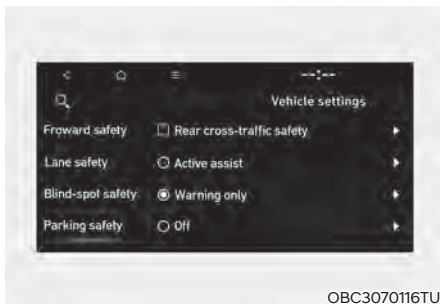 --:--
Vehicle settings
Froward safety Rear cross-traffic safety
Lane safety Active assist
Blind-spot safety Warning only
Parking safety Off
OBC3070116TU